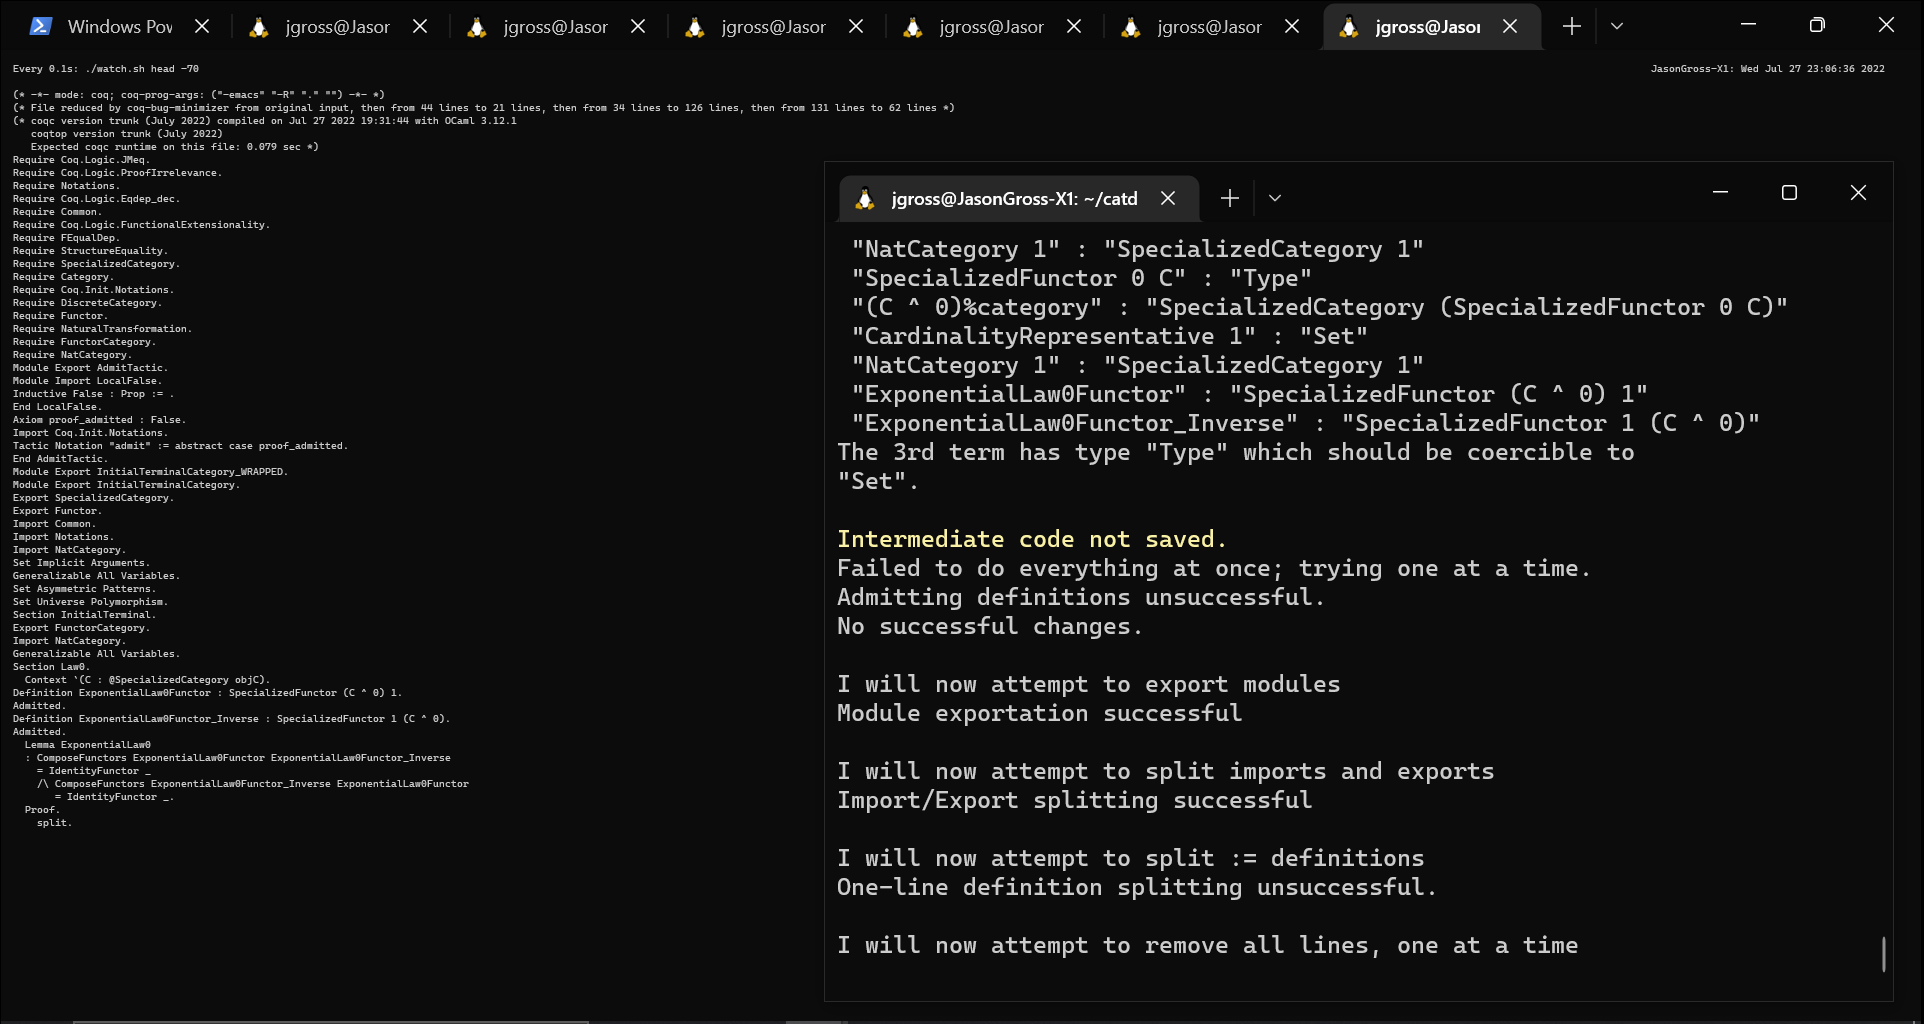 Windows Pov
jgross@Jasor
jgross@Jasor
jgross@Jasor
jgross@Jasor
jgross@Jasor
jgross@Jasor
Every 0.1s: ./watch.sh head -70
JasonGross-X1: Wed Jul 27 23:06:36 2022
(* -*- mode: coq; coq-prog-args: ("-emacs" "-R" "." "") -*- *)
(* File reduced by coq-bug-minimizer from original input, then from 44 lines to 21 lines, then from 34 lines to 126 lines, then from 131 lines to 62 lines *)
(* coqc version trunk (July 2022) compiled on Jul 27 2022 19:31:44 with OCaml 3.12.1
   coqtop version trunk (July 2022)
   Expected coqc runtime on this file: 0.079 sec *)
Require Coq.Logic.JMeq.
Require Coq.Logic.ProofIrrelevance.
Require Notations.
Require Coq.Logic.Eqdep_dec.
Require Common.
Require Coq.Logic.FunctionalExtensionality.
Require FEqualDep.
Require StructureEquality.
Require SpecializedCategory.
Require Category.
Require Coq.Init.Notations.
Require DiscreteCategory.
Require Functor.
Require NaturalTransformation.
Require FunctorCategory.
Require NatCategory.
Module Export AdmitTactic.
Module Import LocalFalse.
Inductive False : Prop := .
End LocalFalse.
Axiom proof_admitted : False.
Import Coq.Init.Notations.
Tactic Notation "admit" := abstract case proof_admitted.
End AdmitTactic.
Module Export InitialTerminalCategory_WRAPPED.
Module Export InitialTerminalCategory.
Export SpecializedCategory.
Export Functor.
Import Common.
Import Notations.
Import NatCategory.
Set Implicit Arguments.
Generalizable All Variables.
Set Asymmetric Patterns.
Set Universe Polymorphism.
Section InitialTerminal.
Export FunctorCategory.
Import NatCategory.
Generalizable All Variables.
Section Law0.
  Context `(C : @SpecializedCategory objC).
Definition ExponentialLaw0Functor : SpecializedFunctor (C ^ 0) 1.
Admitted.
Definition ExponentialLaw0Functor_Inverse : SpecializedFunctor 1 (C ^ 0).
Admitted.
  Lemma ExponentialLaw0
  : ComposeFunctors ExponentialLaw0Functor ExponentialLaw0Functor_Inverse
    = IdentityFunctor _
    /\ ComposeFunctors ExponentialLaw0Functor_Inverse ExponentialLaw0Functor
       = IdentityFunctor _.
  Proof.
    split.
jgross@JasonGross-X1: ~/catd
"NatCategory 1" : "SpecializedCategory 1"
"SpecializedFunctor 0 C" : "Type"
"(C ^ 0)%category" : "SpecializedCategory (SpecializedFunctor 0 C)"
"CardinalityRepresentative 1" : "Set"
"NatCategory 1" : "SpecializedCategory 1"
"ExponentialLaw0Functor" : "SpecializedFunctor (C ^ 0) 1"
"ExponentialLaw0Functor_Inverse" : "SpecializedFunctor 1 (C ^ 0)"
The 3rd term has type "Type" which should be coercible to
"Set".
Intermediate code not saved.
Failed to do everything at once; trying one at a time.
Admitting definitions unsuccessful.
No successful changes.
I will now attempt to export modules
Module exportation successful
I will now attempt to split imports and exports
Import/Export splitting successful
I will now attempt to split := definitions
One-line definition splitting unsuccessful.
I will now attempt to remove all lines, one at a time